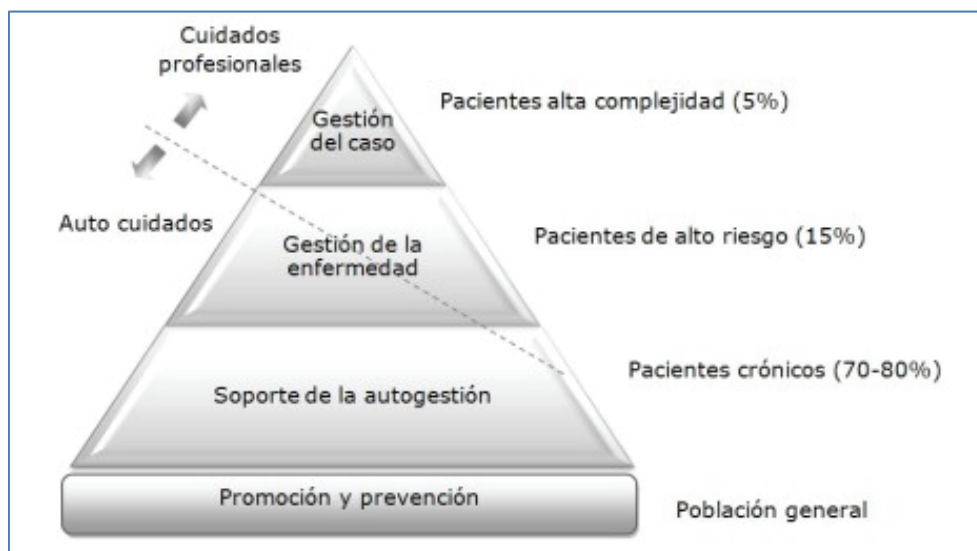 Cuidados
profesionales
Pacientes alta complejidad (5%)
Gestión
del caso
Auto cuidados
Pacientes de alto riesgo (15%)
Gestión de la
enfermedad
Pacientes crónicos (70-80%)
Soporte de la autogestión
Promoción y prevención
Población general